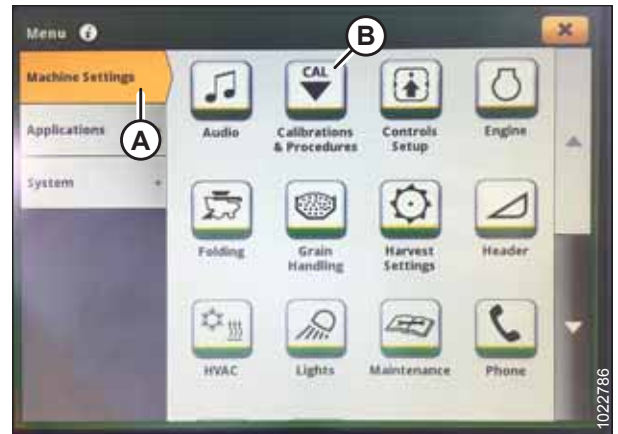 Menu i
B
Machine Settings
A
Applications
System
CAL
Audio
Calibrations
& Procedures
Controls
Setup
Engine
Folding
Grain
Handling
Harvest
Settings
Header
HVAC
Lights
Maintenance
Phone
1022786